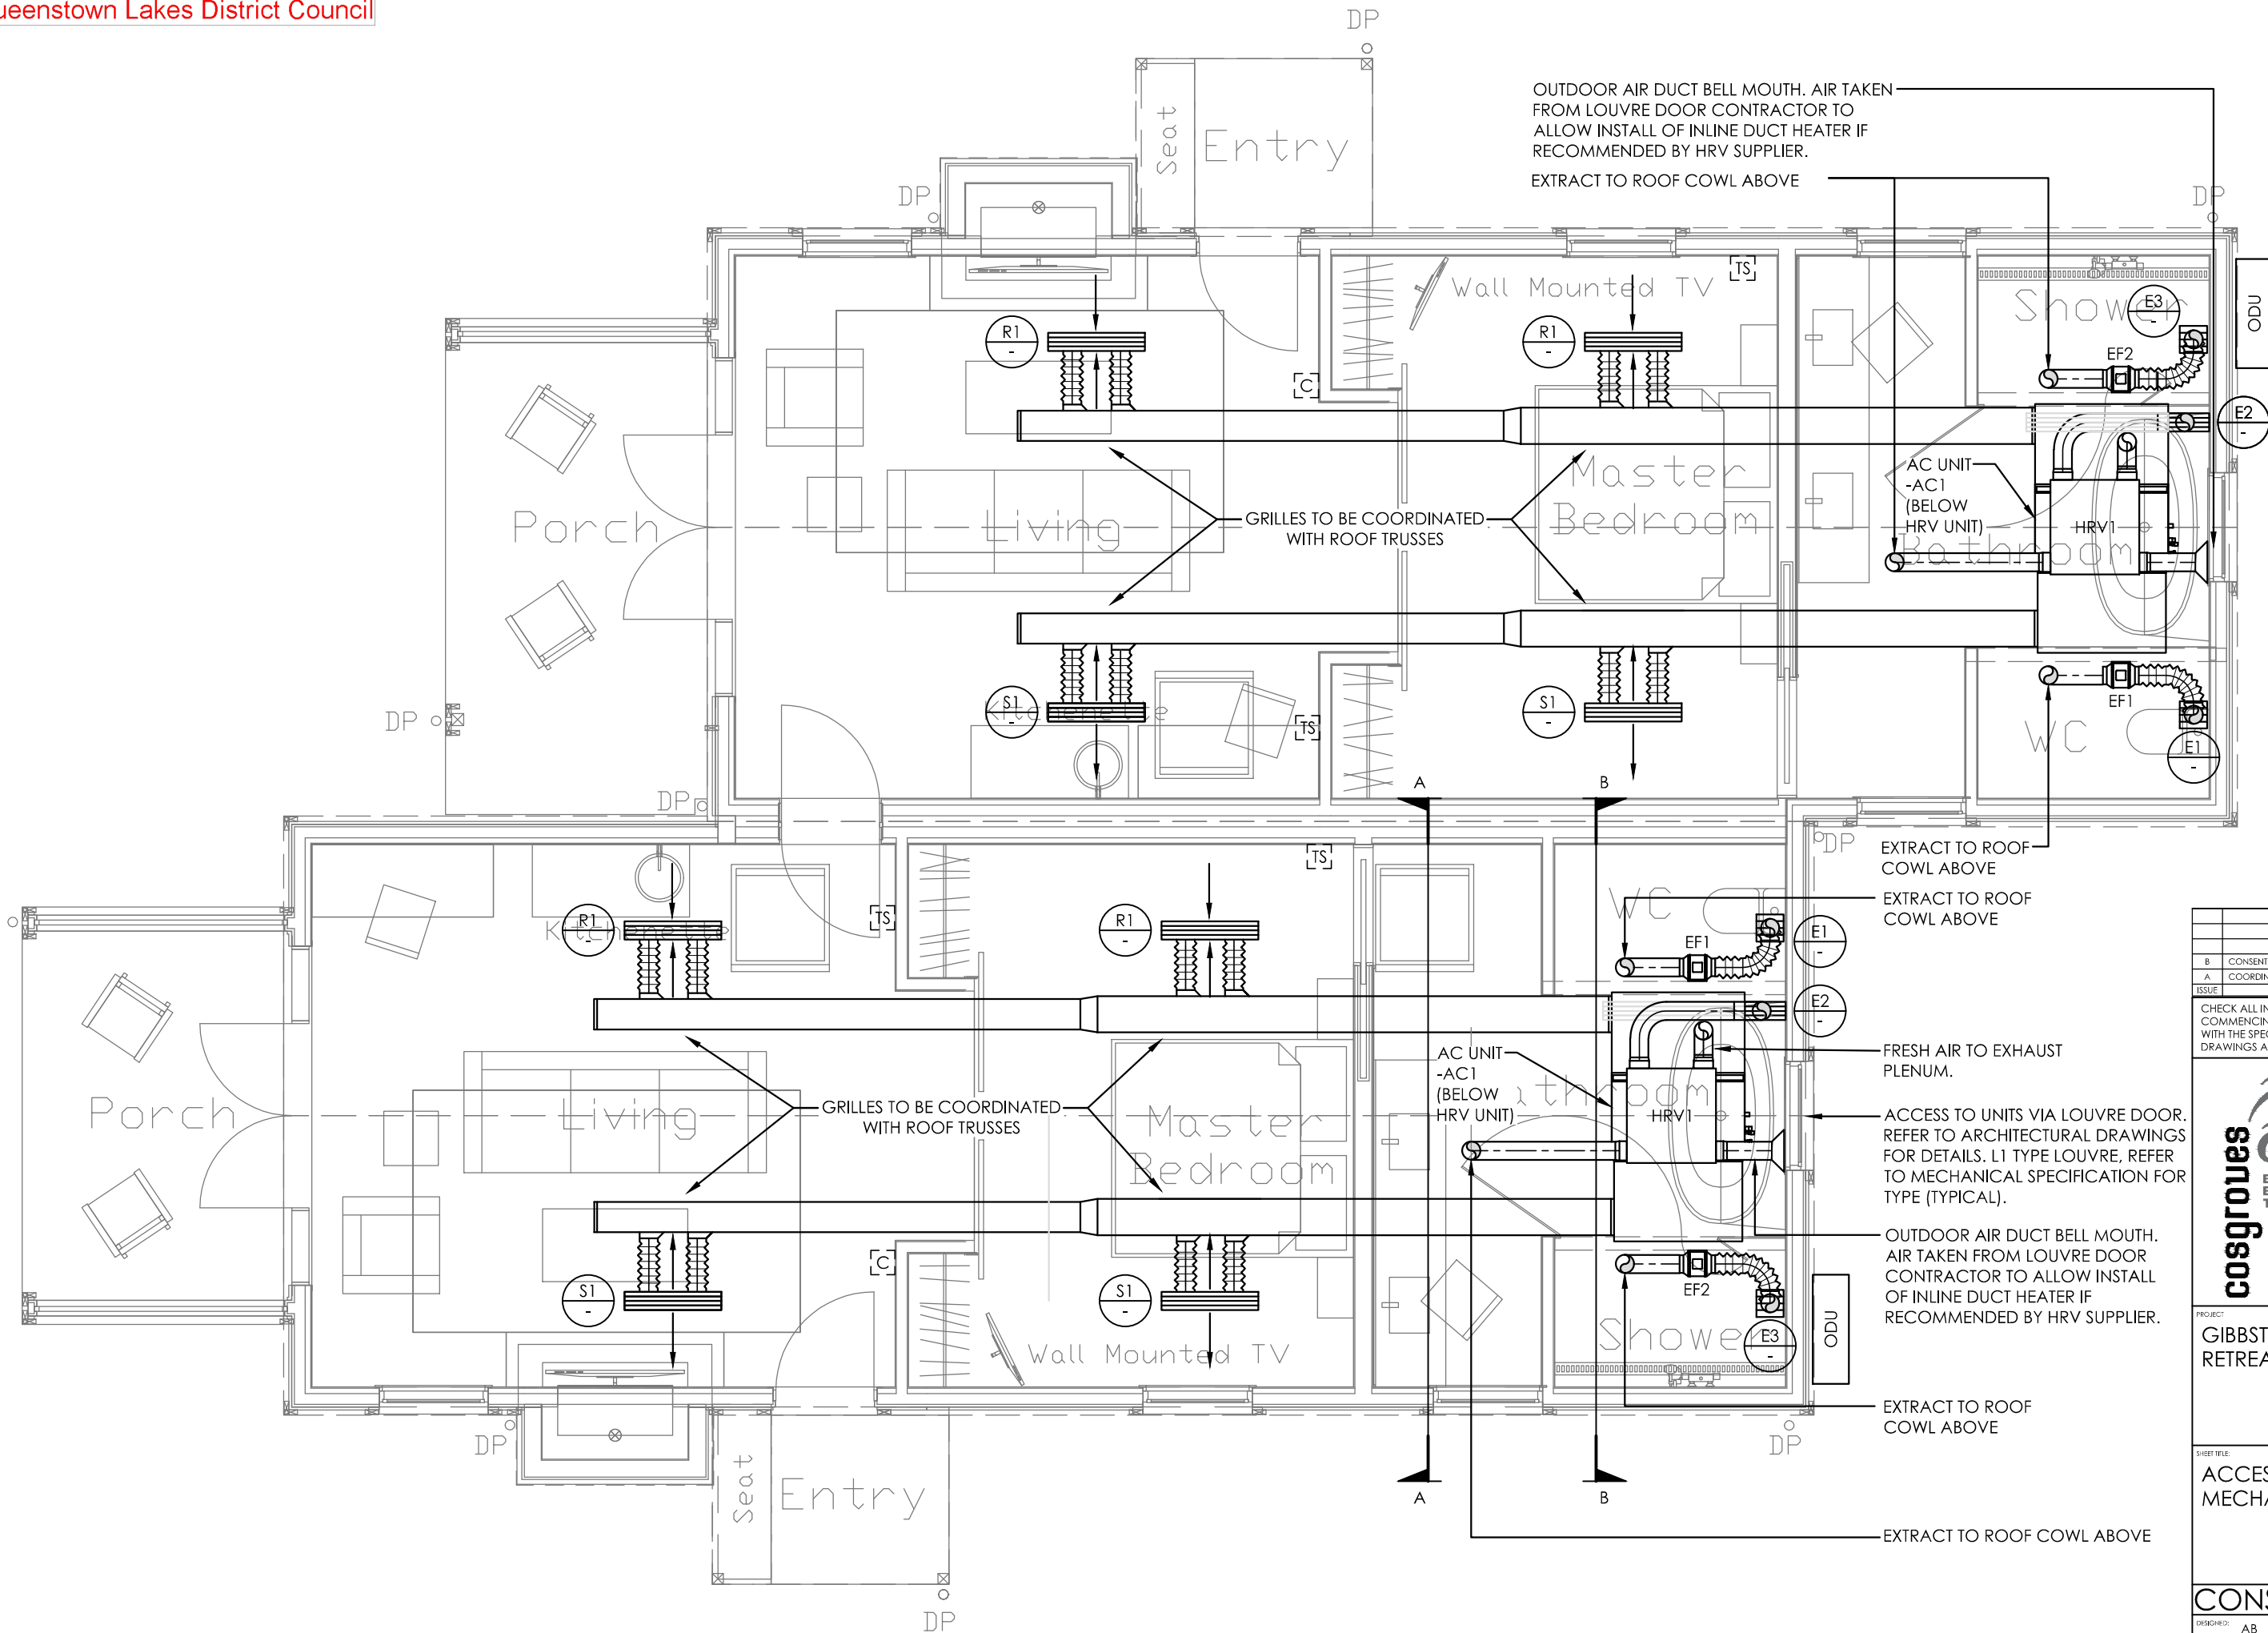 ueenstown Lakes District Council
DP
Seat
Entry
OUTDOOR AIR DUCT BELL MOUTH. AIR TAKEN
FROM LOUVRE DOOR CONTRACTOR TO
ALLOW INSTALL OF INLINE DUCT HEATER IF
RECOMMENDED BY HRV SUPPLIER.
EXTRACT TO ROOF COWL ABOVE
DP
DP
TS
Wall Mounted TV
Shower
E3
-
ODU
R1
-
R1
-
EF2
C
E2
-
AC UNIT
-AC1
(BELOW
HRV UNIT)
HRV1
Bathroom
Master
Bedroom
Porch
Living
GRILLES TO BE COORDINATED
WITH ROOF TRUSSES
S1
-
Kitchenette
TS
S1
-
EF1
WC
E1
-
DP
DP
A
B
DP
EXTRACT TO ROOF
COWL ABOVE
TS
EXTRACT TO ROOF
COWL ABOVE
WC
R1
-
Kitchenette
TS
R1
-
EF1
E1
-
E2
-
B CONSENT
A COORDIN
ISSUE
CHECK ALL IN
COMMENCIN
WITH THE SPEC
DRAWINGS A
FRESH AIR TO EXHAUST
PLENUM.
AC UNIT
-AC1
(BELOW
HRV UNIT)
HRV1
athroom
Porch
Living
GRILLES TO BE COORDINATED
WITH ROOF TRUSSES
Master
Bedroom
ACCESS TO UNITS VIA LOUVRE DOOR.
REFER TO ARCHITECTURAL DRAWINGS
FOR DETAILS. L1 TYPE LOUVRE, REFER
TO MECHANICAL SPECIFICATION FOR
TYPE (TYPICAL).
cosgroves
OUTDOOR AIR DUCT BELL MOUTH.
AIR TAKEN FROM LOUVRE DOOR
CONTRACTOR TO ALLOW INSTALL
OF INLINE DUCT HEATER IF
RECOMMENDED BY HRV SUPPLIER.
C
S1
-
S1
-
EF2
Shower
E3
-
ODU
Wall Mounted TV
PROJECT
GIBBST
RETREA
EXTRACT TO ROOF
COWL ABOVE
DP
DP
SHEET TITLE:
ACCES
MECHA
Seat
Entry
A
B
EXTRACT TO ROOF COWL ABOVE
DP
CONS
DESIGNED: AB